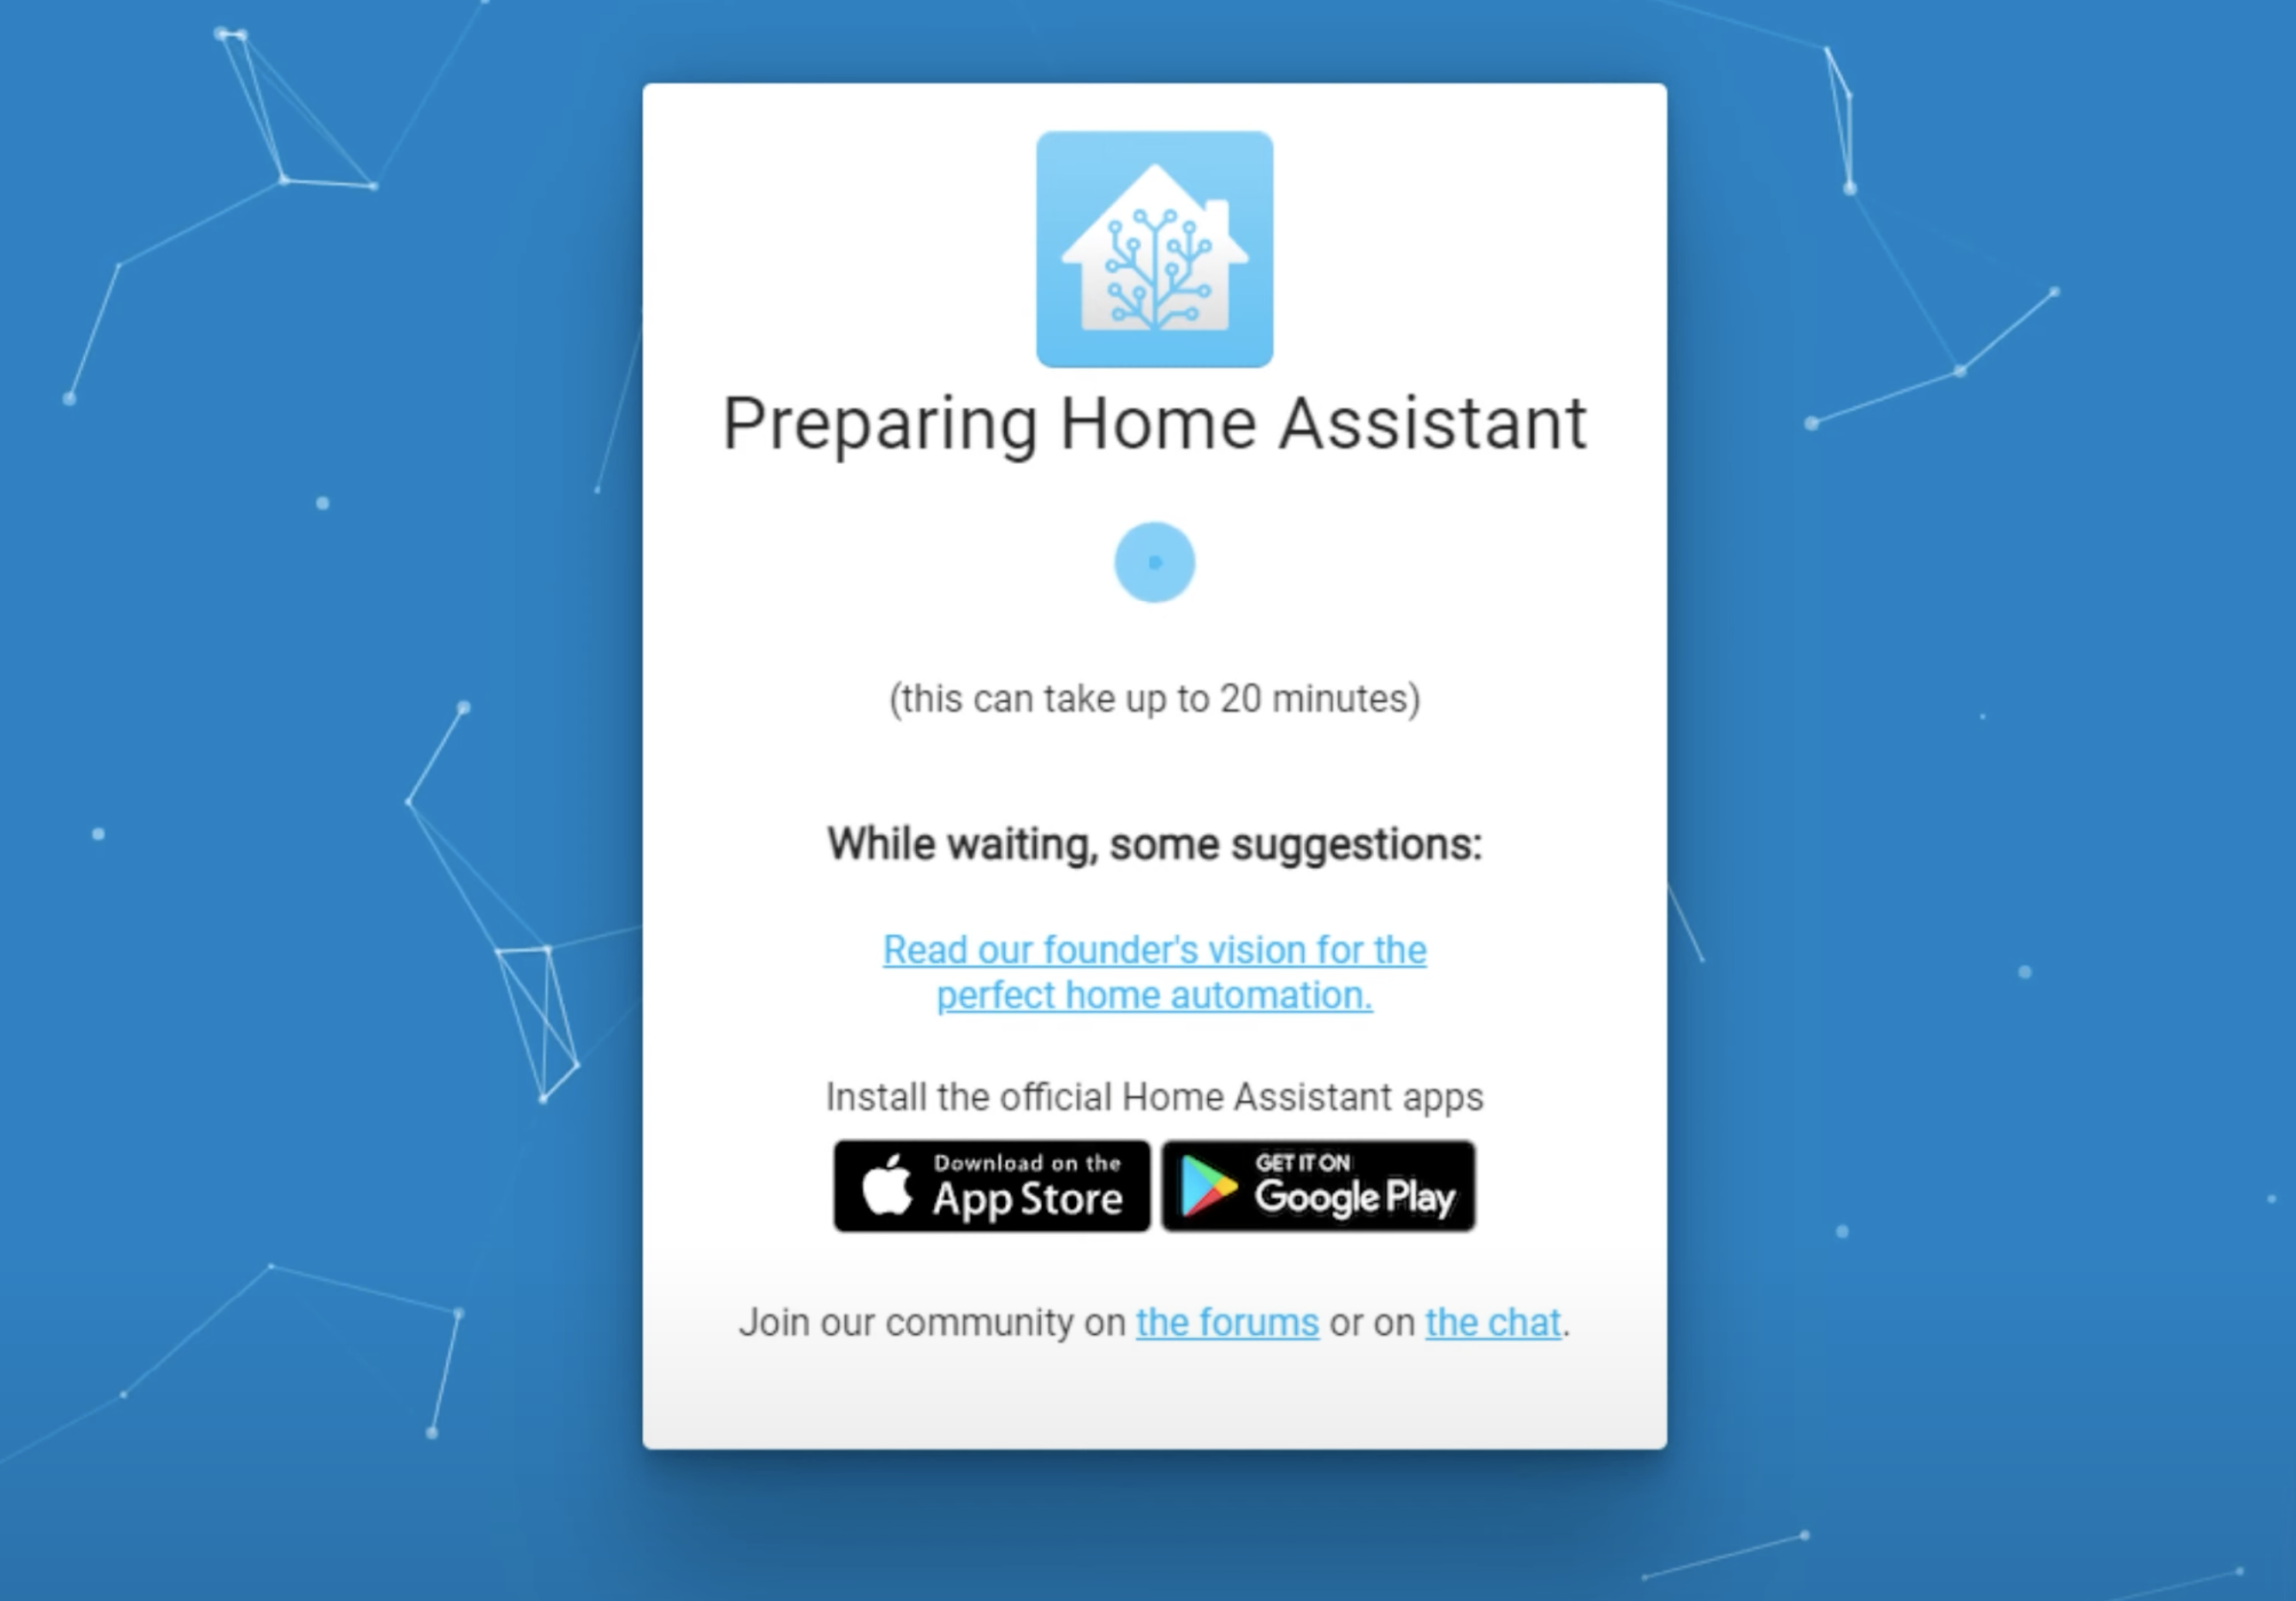 Preparing Home Assistant
(this can take up to 20 minutes)
While waiting, some suggestions:
Read our founder's vision for the
perfect home automation.
Install the official Home Assistant apps
Download on the
App Store
GET IT ON
Google Play
Join our community on the forums or on the chat.